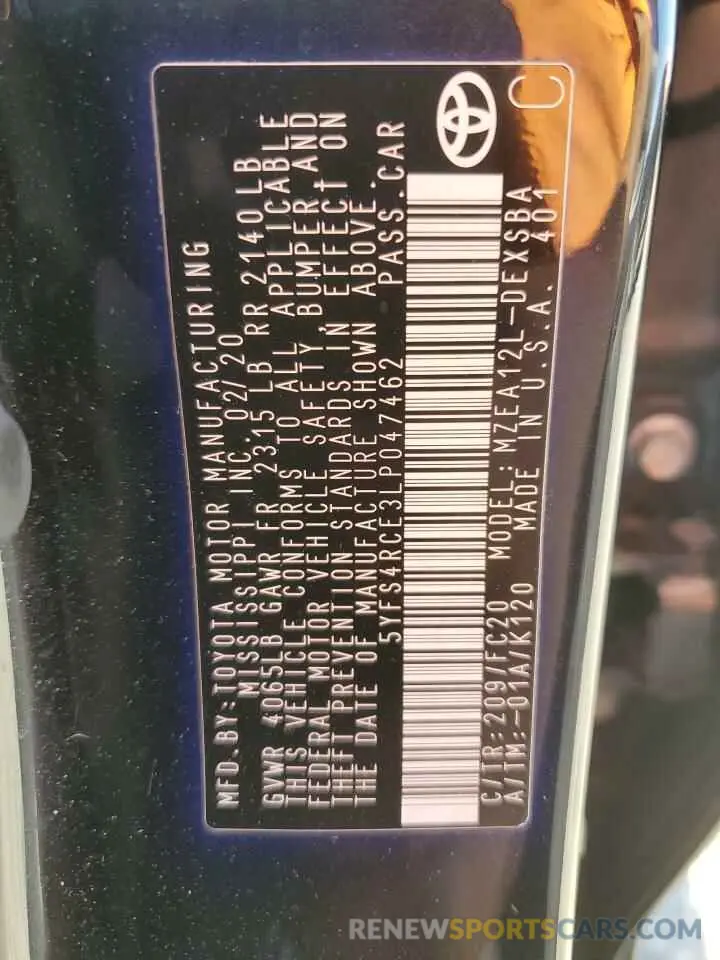 MFD.BY:TOYOTA MOTOR MANUFACTURING
MISSISSIPPI INC. 02/20
GVWR 4065LB GAWR FR 2315 LB RR 2140LB
THIS VEHICLE CONFORMS TO ALL APPLICABLE
FEDERAL MOTOR VEHICLE SAFETY, BUMPER, AND
THEFT PREVENTION STANDARDS IN EFFECT ON
THE DATE OF MANUFACTURE SHOWN ABOVE.
5YFS4RCE3LP047462 PASS.CAR
C/TR:209/FC20 MODEL:MZEA12L-DEXSBA
A/TM:-01A/K120 MADE IN U.S.A. 401
C
RENEWSPORTSCARS.COM